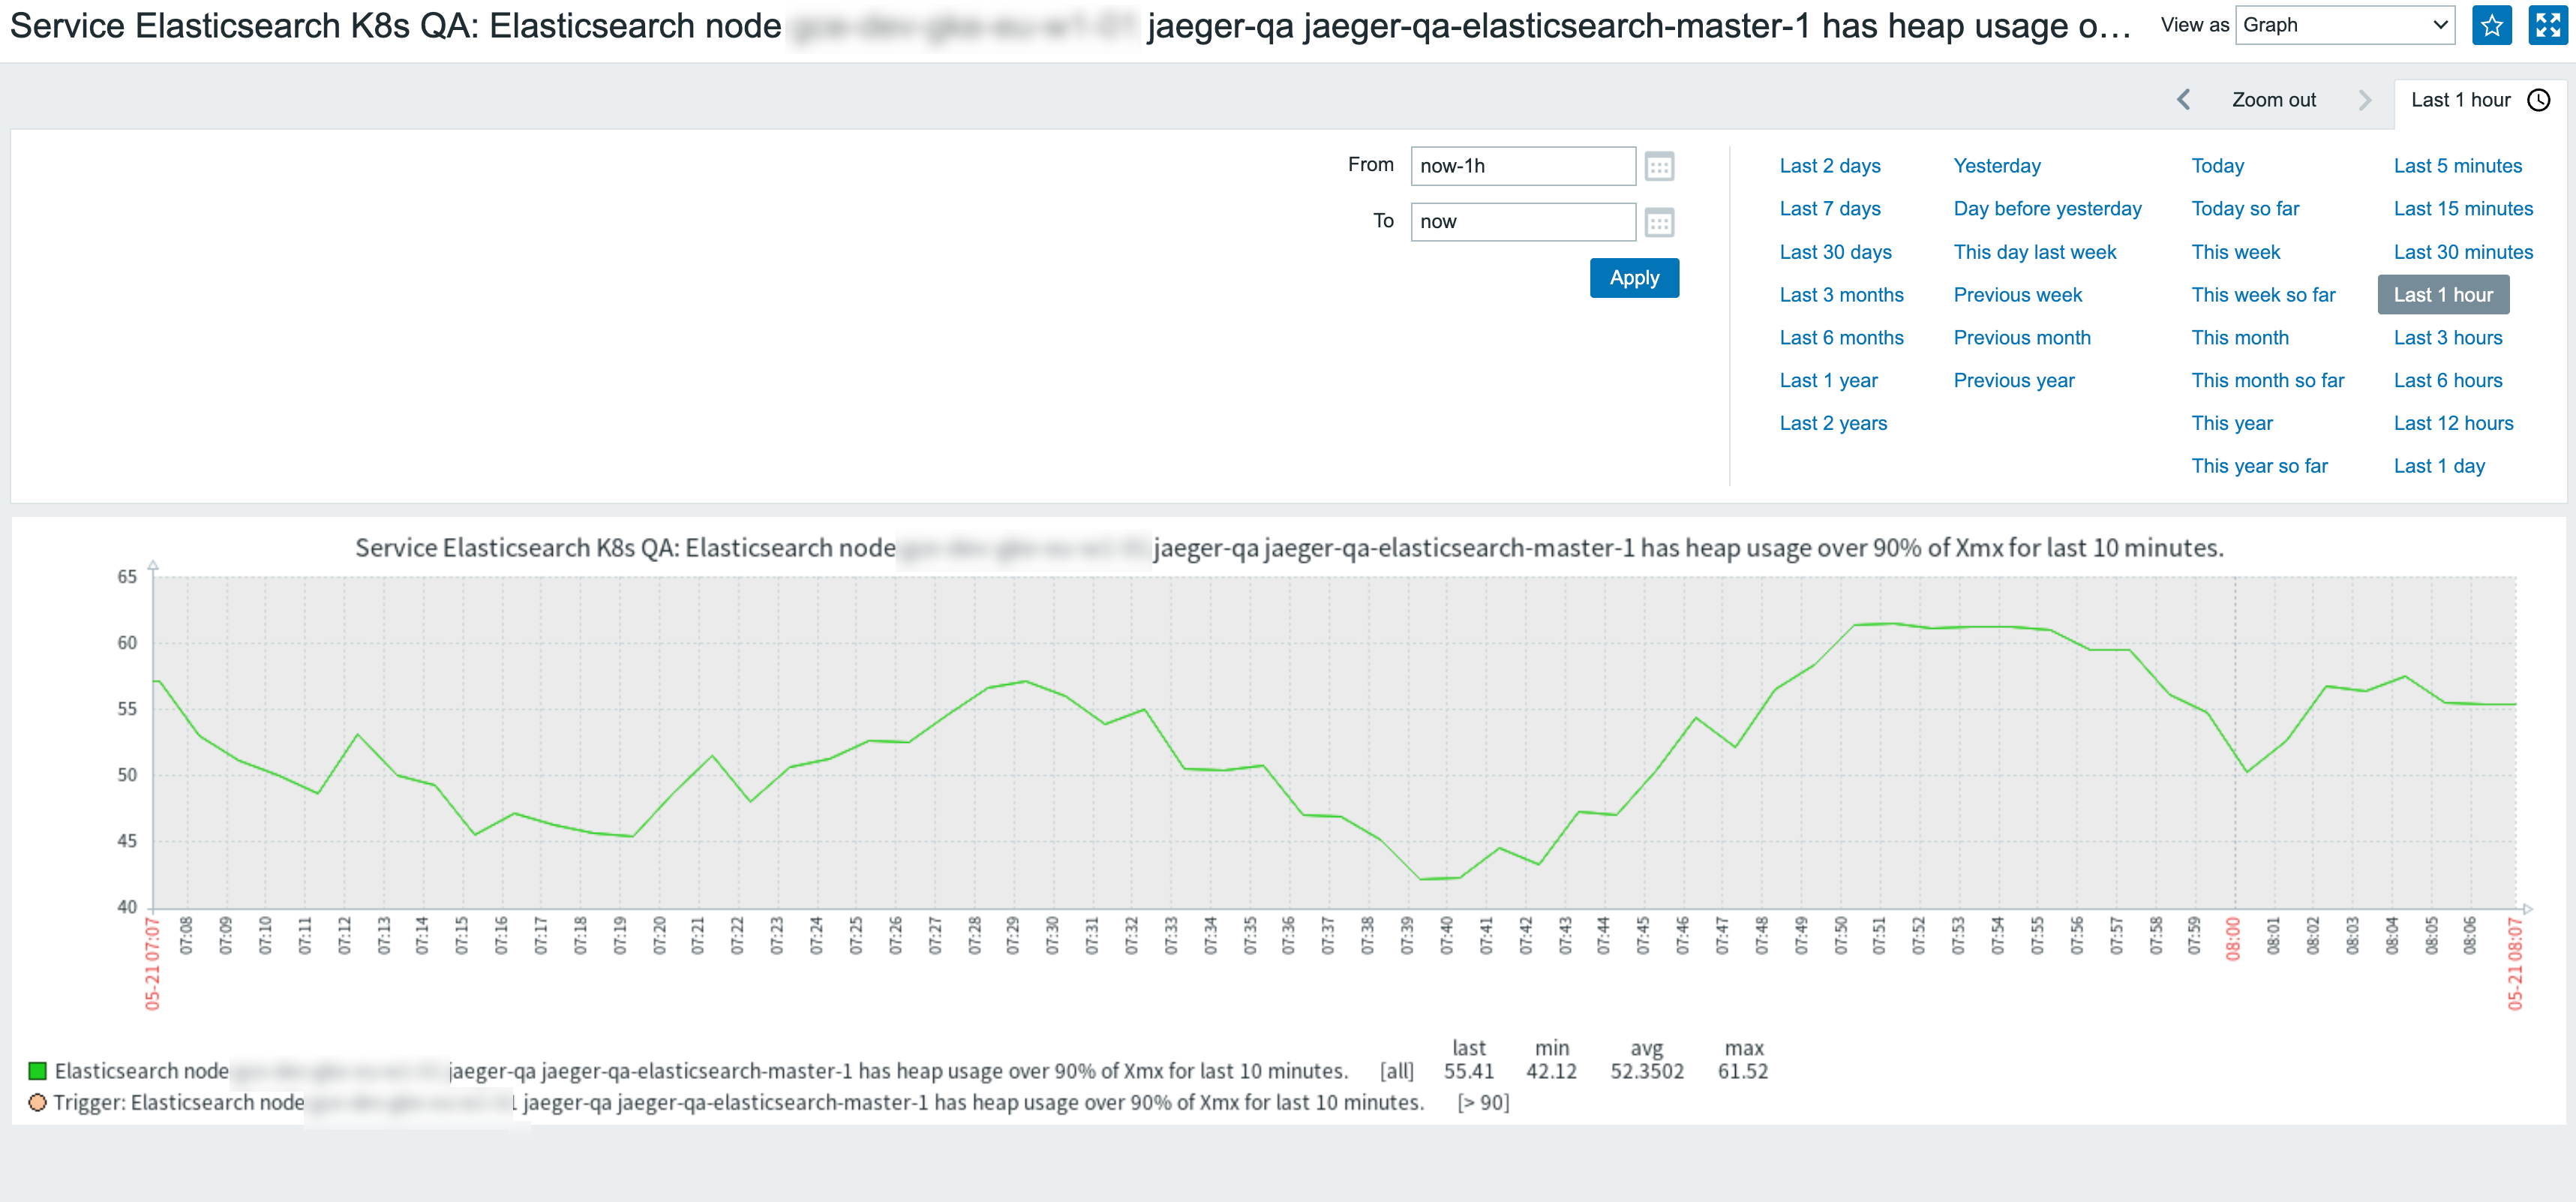 Service Elasticsearch K8s QA: Elasticsearch node jaeger-qa jaeger-qa-elasticsearch-master-1 has heap usage o...
View as Graph
Zoom out
Last 1 hour
From now-1h
To now
Apply
Last 2 days Yesterday Today Last 5 minutes
Last 7 days Day before yesterday Today so far Last 15 minutes
Last 30 days This day last week This week Last 30 minutes
Last 3 months Previous week This week so far Last 1 hour
Last 6 months Previous month This month Last 3 hours
Last 1 year Previous year This month so far Last 6 hours
Last 2 years This year Last 12 hours
This year so far Last 1 day
Service Elasticsearch K8s QA: Elasticsearch node jaeger-qa jaeger-qa-elasticsearch-master-1 has heap usage over 90% of Xmx for last 10 minutes.
65
60
55
50
45
40
05-21 07:07 07:08 07:09 07:10 07:11 07:12 07:13 07:14 07:15 07:16 07:17 07:18 07:19 07:20 07:21 07:22 07:23 07:24 07:25 07:26 07:27 07:28 07:29 07:30 07:31 07:32 07:33 07:34 07:35 07:36 07:37 07:38 07:39 07:40 07:41 07:42 07:43 07:44 07:45 07:46 07:47 07:48 07:49 07:50 07:51 07:52 07:53 07:54 07:55 07:56 07:57 07:58 07:59 08:00 08:01 08:02 08:03 08:04 08:05 08:06 05-21 08:07
last min avg max
Elasticsearch node jaeger-qa jaeger-qa-elasticsearch-master-1 has heap usage over 90% of Xmx for last 10 minutes. [all] 55.41 42.12 52.3502 61.52
Trigger: Elasticsearch node 1 jaeger-qa jaeger-qa-elasticsearch-master-1 has heap usage over 90% of Xmx for last 10 minutes. [> 90]